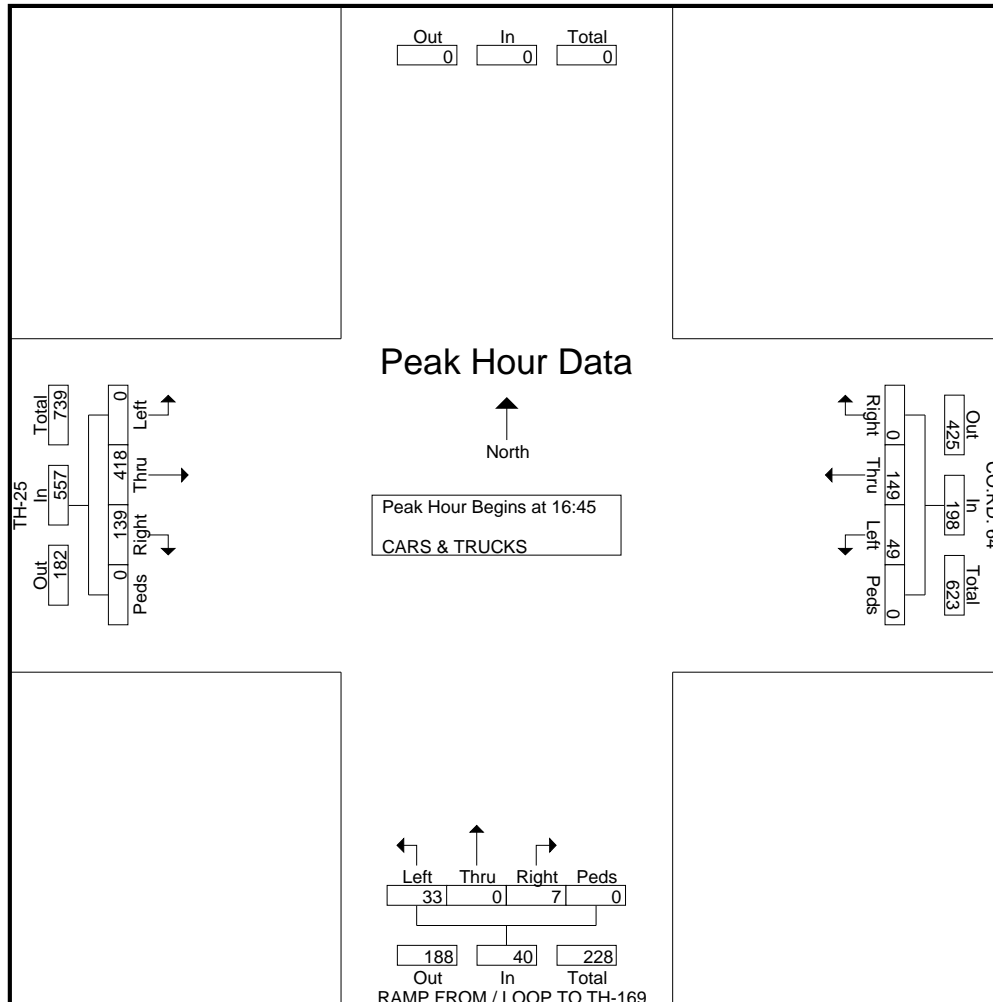 Out In Total
0 0 0
Peak Hour Data
North
Peak Hour Begins at 16:45
CARS & TRUCKS
TH-25
Total In Out
739 557 182
0 418 139 0
Left Thru Right Peds
Right Thru Left Peds
0 149 49 0
Out In Total
425 198 623
Left Thru Right Peds
33 0 7 0
188 40 228
Out In Total
RAMP FROM / LOOP TO TH-169